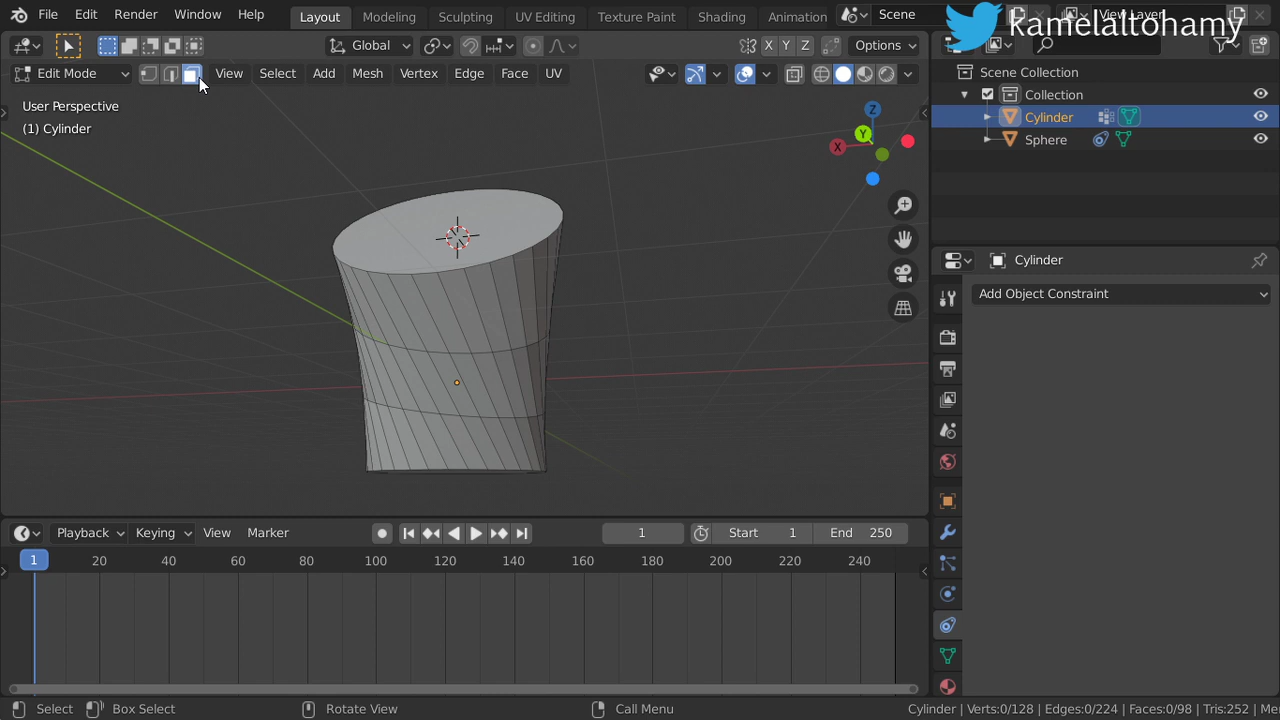 File Edit Render Window Help Layout Modeling Sculpting UV Editing Texture Paint Shading Animation Scene View Layer
kamelaltohamy
Global X Y Z Options
Edit Mode View Select Add Mesh Vertex Edge Face UV
User Perspective
(1) Cylinder
Z
Y
X
Scene Collection
Collection
Cylinder
Sphere
Cylinder
Add Object Constraint
Playback Keying View Marker 1 Start 1 End 250
1 20 40 60 80 100 120 140 160 180 200 220 240
Select Box Select Rotate View Call Menu Cylinder | Verts:0/128 | Edges:0/224 | Faces:0/98 | Tris:252 | Me